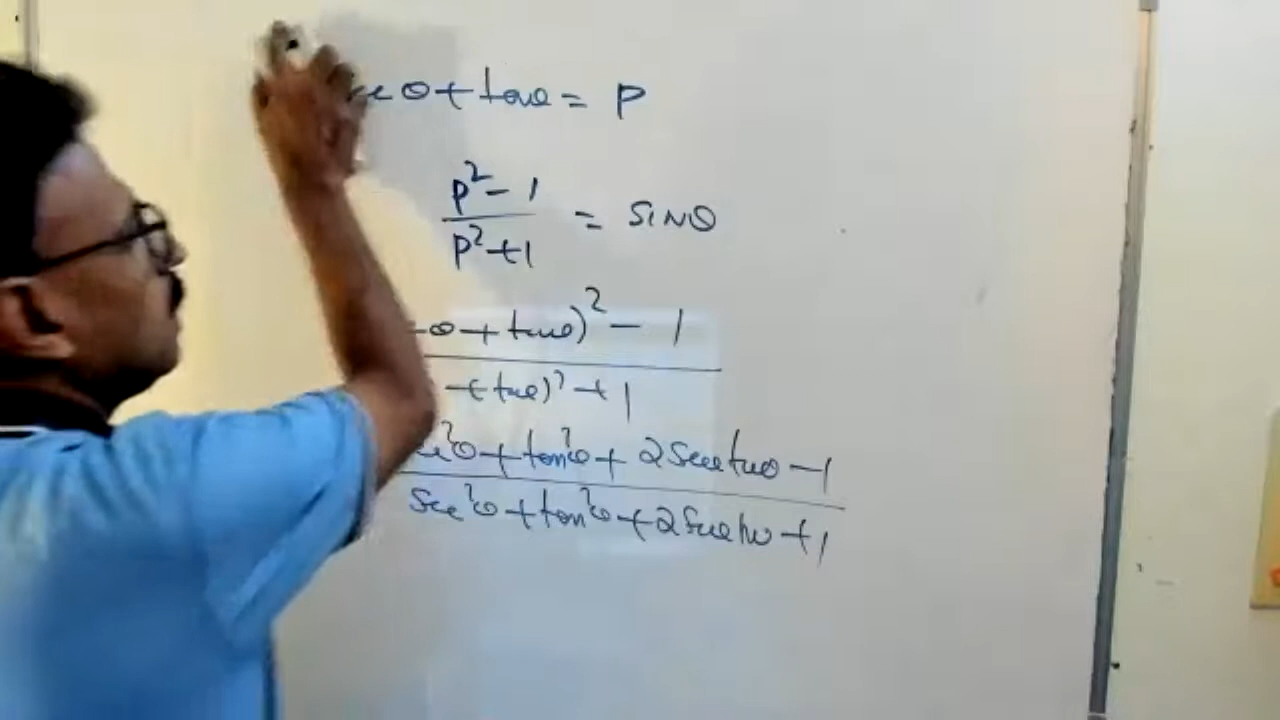 θ + tanθ = P
P² - 1 / P² + 1 = SINθ
θ + tanθ)² - 1
+ tanθ)² + 1
θ + tan²θ + 2 Secθ tanθ - 1
Sec²θ + tan²θ + 2 Secθ tanθ + 1